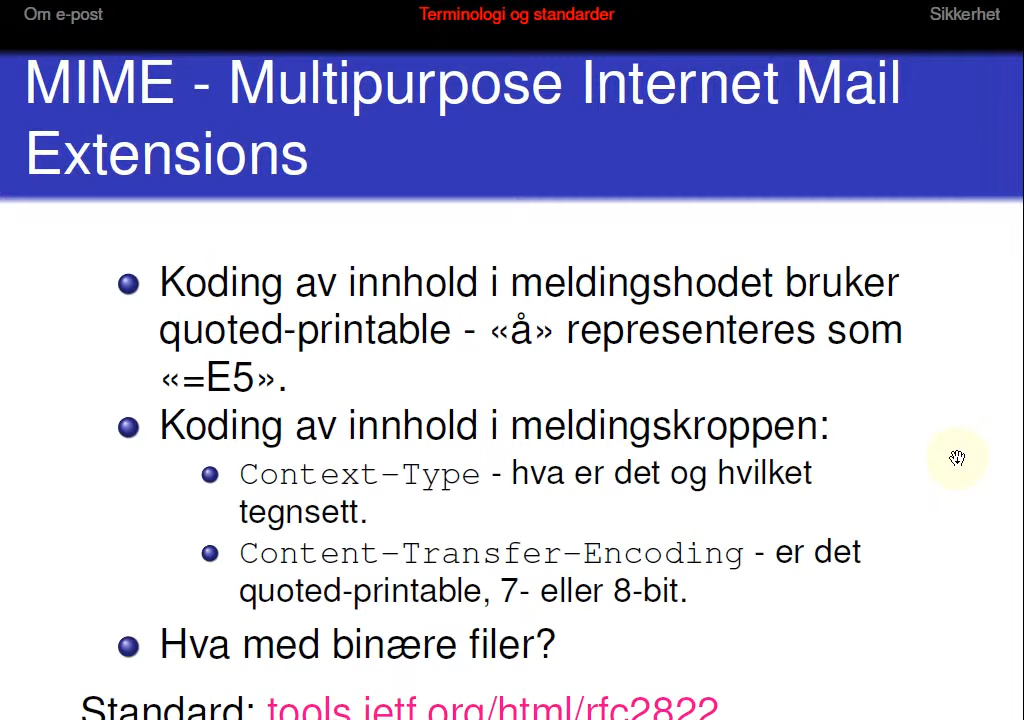 Om e-post
Terminologi og standarder
Sikkerhet
MIME - Multipurpose Internet Mail
Extensions
Koding av innhold i meldingshodet bruker
quoted-printable - «å» representeres som
«=E5».
Koding av innhold i meldingskroppen:
Context-Type - hva er det og hvilket
tegnsett.
Content-Transfer-Encoding - er det
quoted-printable, 7- eller 8-bit.
Hva med binære filer?
Standard: tools.ietf.org/html/rfc2822